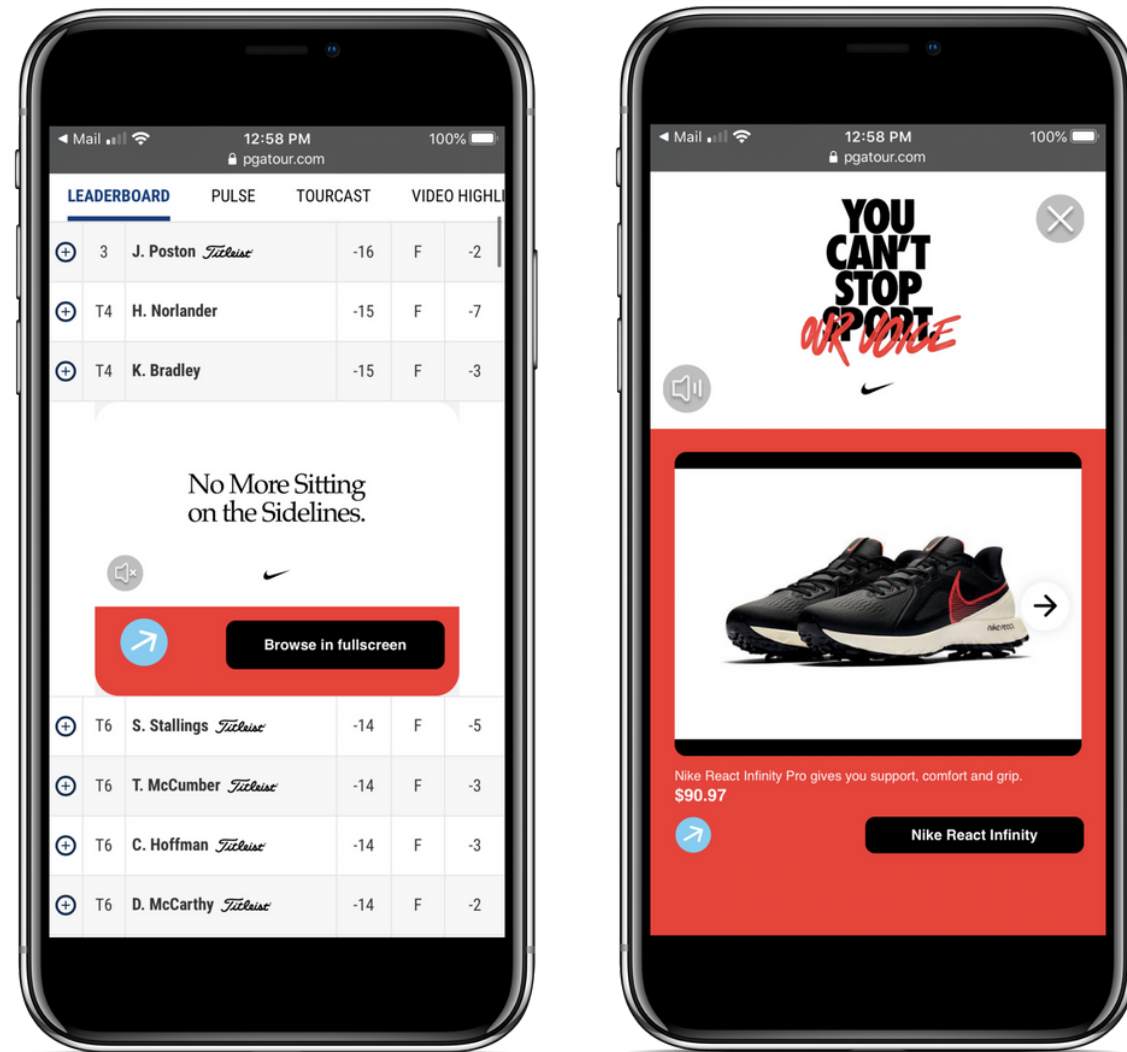 Mail 12:58 PM 100%
pgatour.com
LEADERBOARD PULSE TOURCAST VIDEO HIGHLI
3 J. Poston Titleist -16 F -2
T4 H. Norlander -15 F -7
T4 K. Bradley -15 F -3
No More Sitting
on the Sidelines.
Browse in fullscreen
T6 S. Stallings Titleist -14 F -5
T6 T. McCumber Titleist -14 F -3
T6 C. Hoffman Titleist -14 F -3
T6 D. McCarthy Titleist -14 F -2
Mail 12:58 PM 100%
pgatour.com
YOU
CAN'T
STOP
SPORT.
OUR VOICE
nike react
Nike React Infinity Pro gives you support, comfort and grip.
$90.97
Nike React Infinity